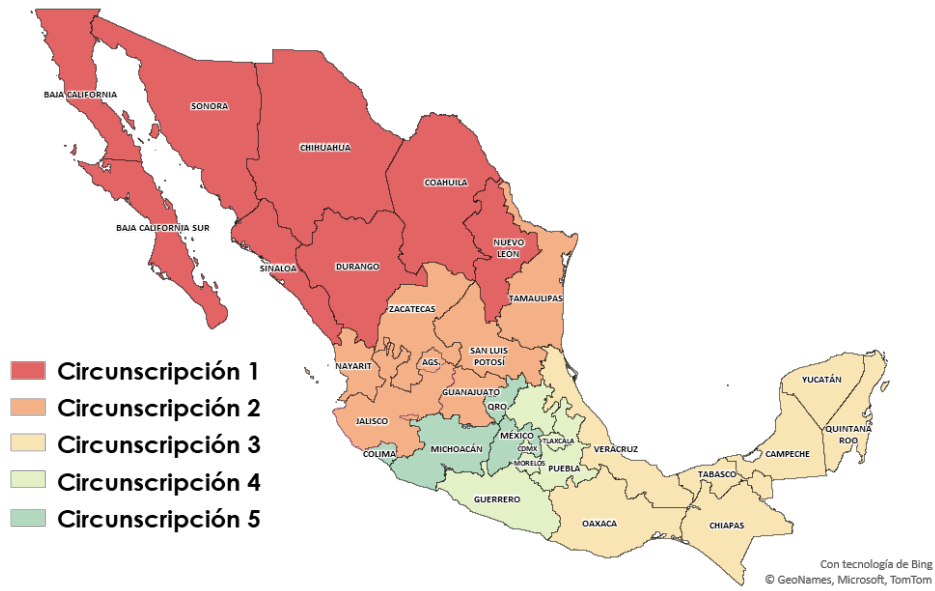 BAJA CALIFORNIA
SONORA
CHIHUAHUA
COAHUILA
BAJA CALIFORNIA SUR
SINALOA
DURANGO
NUEVO
LEON
ZACATECAS
TAMAULIPAS
NAYARIT
AGS.
SAN LUIS
POTOSÍ
GUANAJUATO
QRO.
JALISCO
COLIMA
MICHOACÁN
MÉXICO
CDMX
TLAXCALA
MORELOS
PUEBLA
VERACRUZ
GUERRERO
OAXACA
TABASCO
CHIAPAS
CAMPECHE
YUCATÁN
QUINTANA
ROO
Circunscripción 1
Circunscripción 2
Circunscripción 3
Circunscripción 4
Circunscripción 5
Con tecnología de Bing
© GeoNames, Microsoft, TomTom